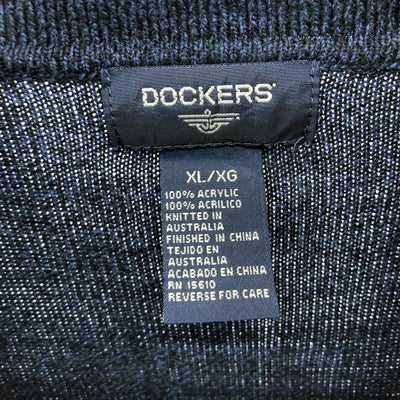 DOCKERS
XL/XG
100% ACRYLIC
100% ACRILICO
KNITTED IN
AUSTRALIA
FINISHED IN CHINA
TEJIDO EN
AUSTRALIA
ACABADO EN CHINA
RN 15610
REVERSE FOR CARE